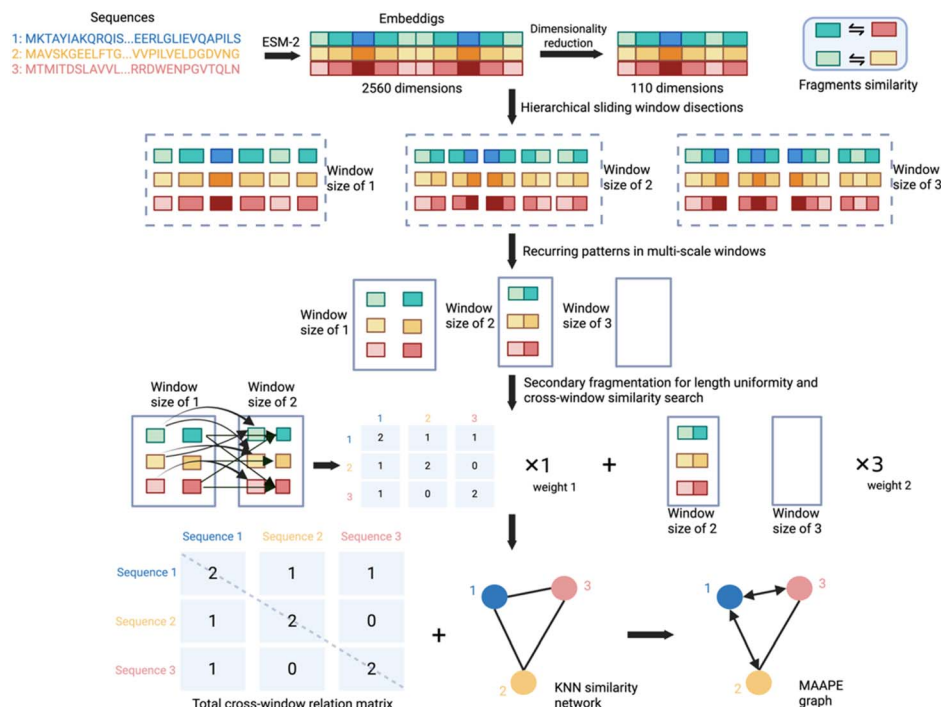 Sequences
1: MKTAYIAKQRQIS...EERLGLIEVQAPILS
2: MAVSKGEELFTG...VVPILVELDGDVNG
3: MTMITDSLAVVL...RRDWENPGVTQLN
ESM-2
Embeddigs
2560 dimensions
Dimensionality
reduction
110 dimensions
Fragments similarity
Hierarchical sliding window disections
Window
size of 1
Window
size of 2
Window
size of 3
Recurring patterns in multi-scale windows
Window
size of 1
Window
size of 2
Window
size of 3
Secondary fragmentation for length uniformity and
cross-window similarity search
Window
size of 1
Window
size of 2
1 2 3
1 2 1 1
2 1 2 0
3 1 0 2
×1
weight 1
+
Window
size of 2
Window
size of 3
×3
weight 2
Sequence 1 Sequence 2 Sequence 3
Sequence 1 2 1 1
Sequence 2 1 2 0
Sequence 3 1 0 2
Total cross-window relation matrix
+
1 3
2
KNN similarity
network
1 3
2
MAAPE
graph